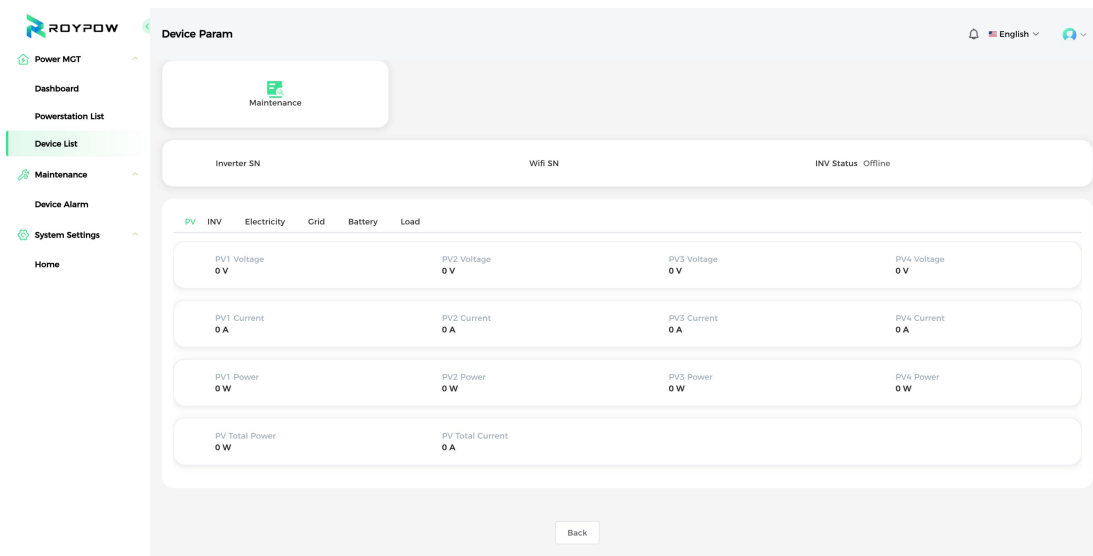 ROYPOW
Device Param
English
Power MGT
Dashboard
Powerstation List
Device List
Maintenance
Device Alarm
System Settings
Home
Maintenance
Inverter SN
Wifi SN
INV Status Offline
PV INV Electricity Grid Battery Load
PV1 Voltage PV2 Voltage PV3 Voltage PV4 Voltage
0 V 0 V 0 V 0 V
PV1 Current PV2 Current PV3 Current PV4 Current
0 A 0 A 0 A 0 A
PV1 Power PV2 Power PV3 Power PV4 Power
0 W 0 W 0 W 0 W
PV Total Power PV Total Current
0 W 0 A
Back